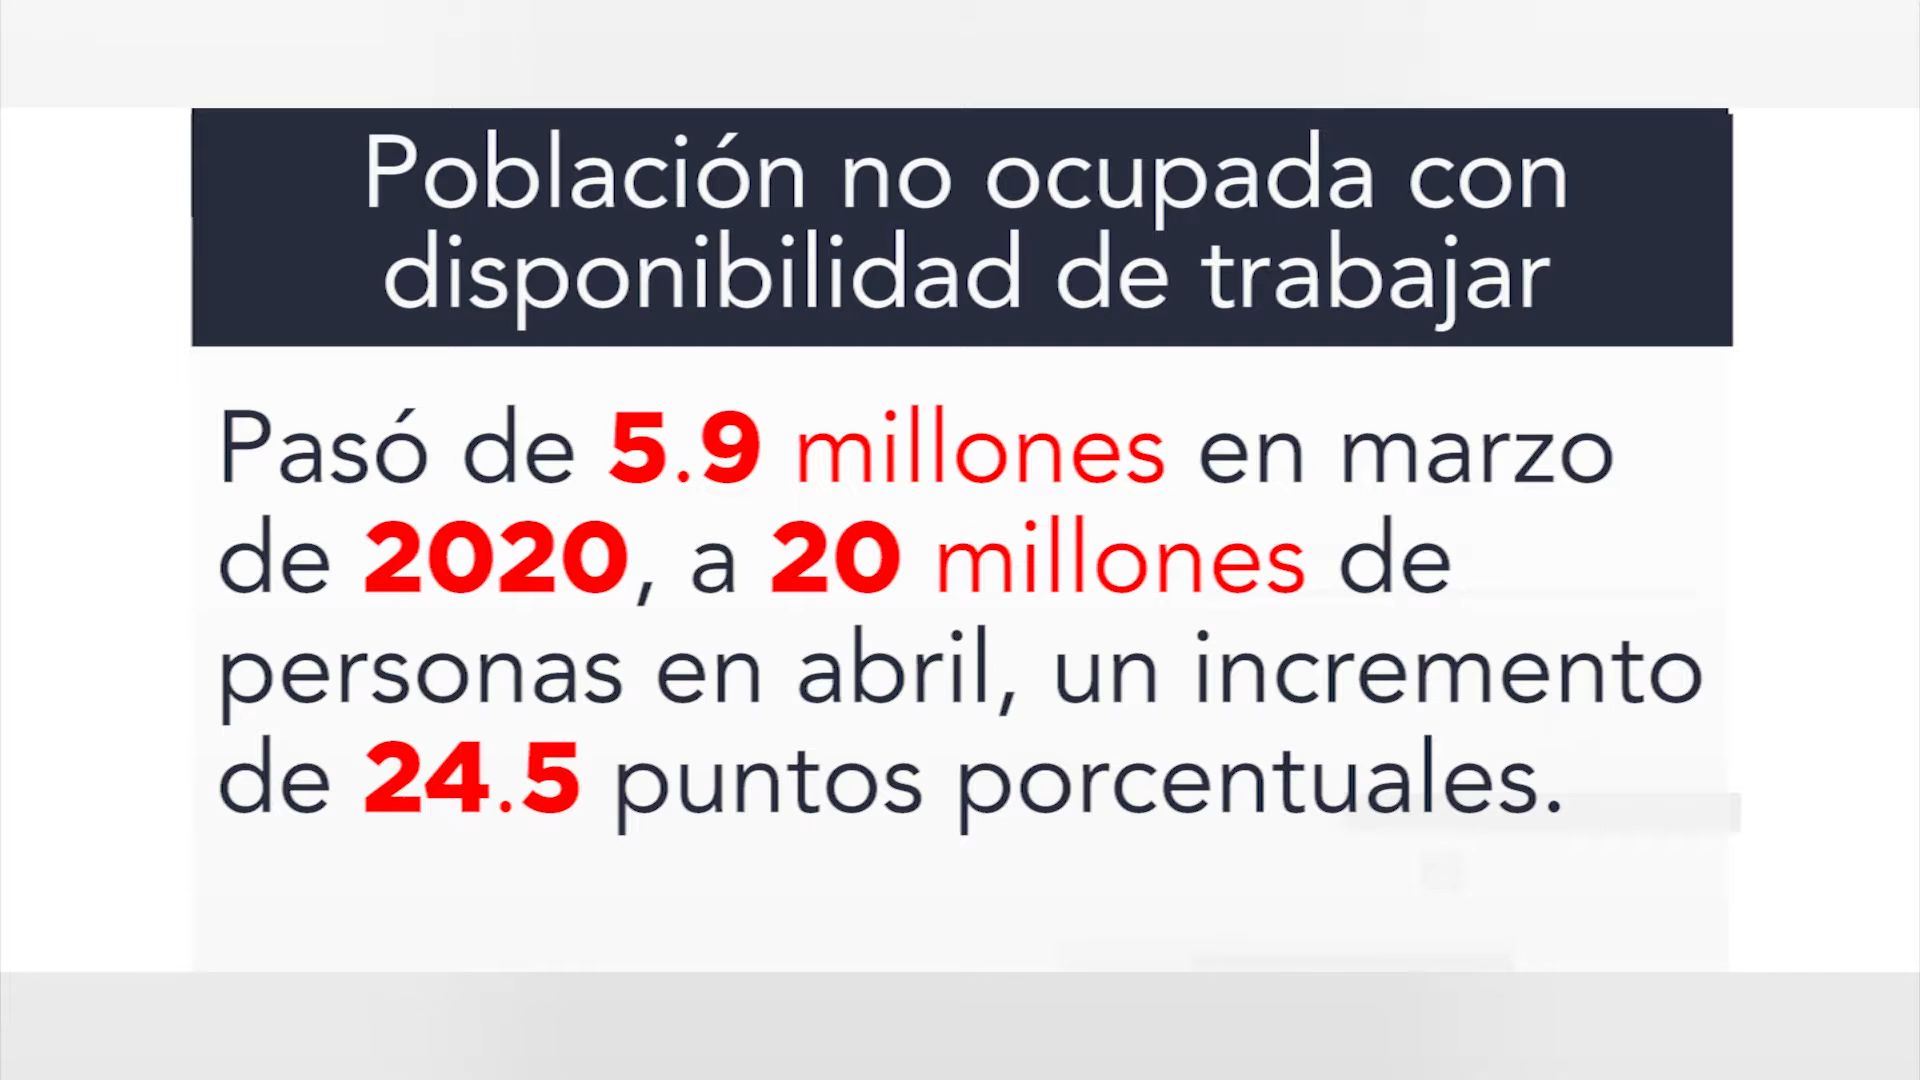 Población no ocupada con
disponibilidad de trabajar
Pasó de 5.9 millones en marzo
de 2020, a 20 millones de
personas en abril, un incremento
de 24.5 puntos porcentuales.